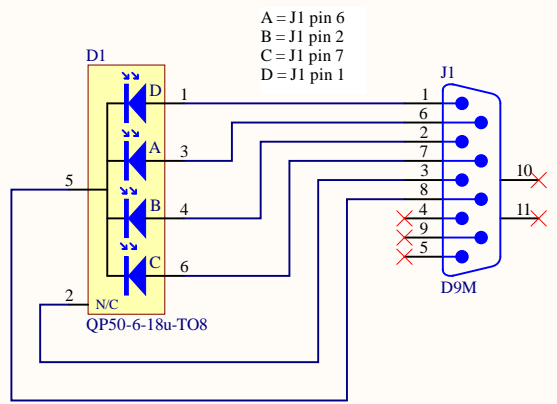 A = J1 pin 6
B = J1 pin 2
C = J1 pin 7
D = J1 pin 1
D1
J1
D
1
1
6
A
3
2
7
10
5
3
8
B
4
4
11
9
C
6
5
2
N/C
D9M
QP50-6-18u-TO8